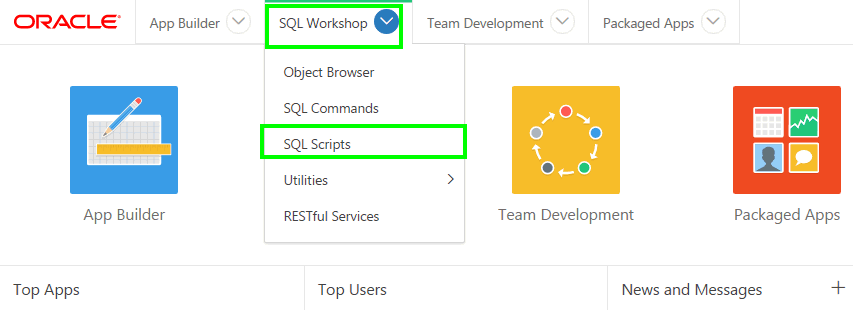 ORACLE
App Builder
SQL Workshop
Team Development
Packaged Apps
Object Browser
SQL Commands
SQL Scripts
Utilities
RESTful Services
App Builder
Team Development
Packaged Apps
Top Apps
Top Users
News and Messages